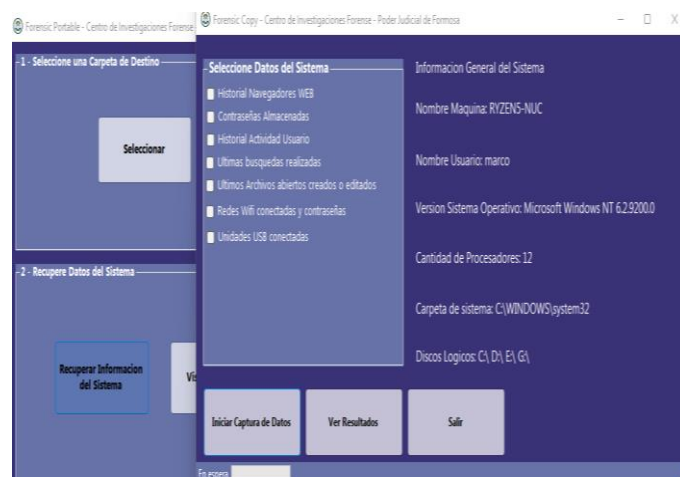 Forensic Portable - Centro de Investigaciones Forense
1 - Seleccione una Carpeta de Destino
Seleccionar
2 - Recupere Datos del Sistema
Recuperar Informacion
del Sistema
Forensic Copy - Centro de Investigaciones Forense - Poder Judicial de Formosa
Seleccione Datos del Sistema
Historial Navegadores WEB
Contraseñas Almacenadas
Historial Actividad Usuario
Ultimas busquedas realizadas
Ultimos Archivos abiertos creados o editados
Redes Wifi conectadas y contraseñas
Unidades USB conectadas
Informacion General del Sistema
Nombre Maquina: RYZEN5-NUC
Nombre Usuario: marco
Version Sistema Operativo: Microsoft Windows NT 6.2.9200.0
Cantidad de Procesadores: 12
Carpeta de sistema: C:\WINDOWS\system32
Discos Logicos: C:\ D:\ E:\ G:\
Iniciar Captura de Datos
Ver Resultados
Salir
En espera